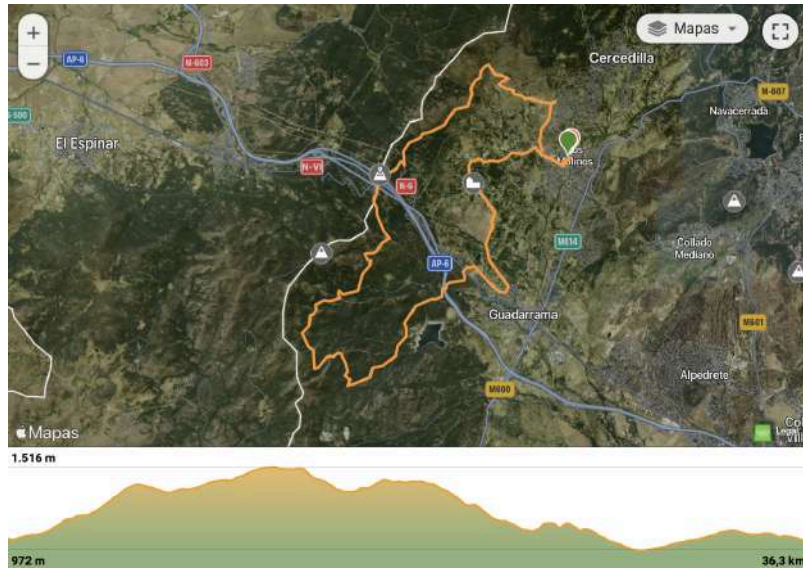 +
−
Mapas
Cercedilla
AP-6
N-603
N-607
Navacerrada
El Espinar
Molinos
N-VI
N-6
M614
Collado
Mediano
AP-6
Guadarrama
M601
Alpedrete
M600
Mapas
Legal
1.516 m
972 m
36,3 km